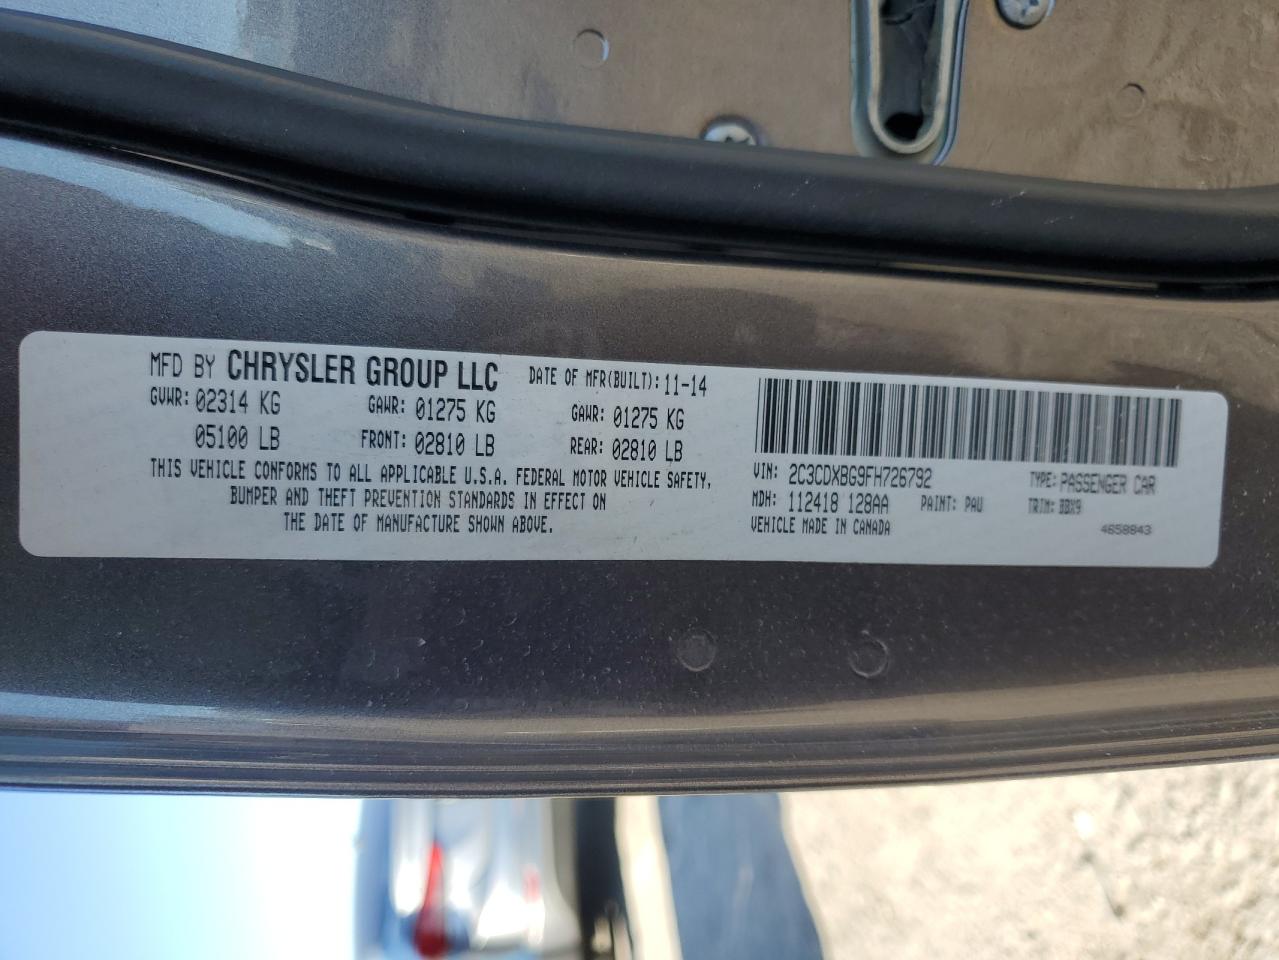 MFD BY CHRYSLER GROUP LLC DATE OF MFR(BUILT): 11-14
GVWR: 02314 KG GAWR: 01275 KG GAWR: 01275 KG
05100 LB FRONT: 02810 LB REAR: 02810 LB
THIS VEHICLE CONFORMS TO ALL APPLICABLE U.S.A. FEDERAL MOTOR VEHICLE SAFETY,
BUMPER AND THEFT PREVENTION STANDARDS IN EFFECT ON
THE DATE OF MANUFACTURE SHOWN ABOVE.
VIN: 2C3CDXBG9FH726792 TYPE: PASSENGER CAR
MDH: 112418 128AA PAINT: PAU TRIM: BBX9
VEHICLE MADE IN CANADA 4658843